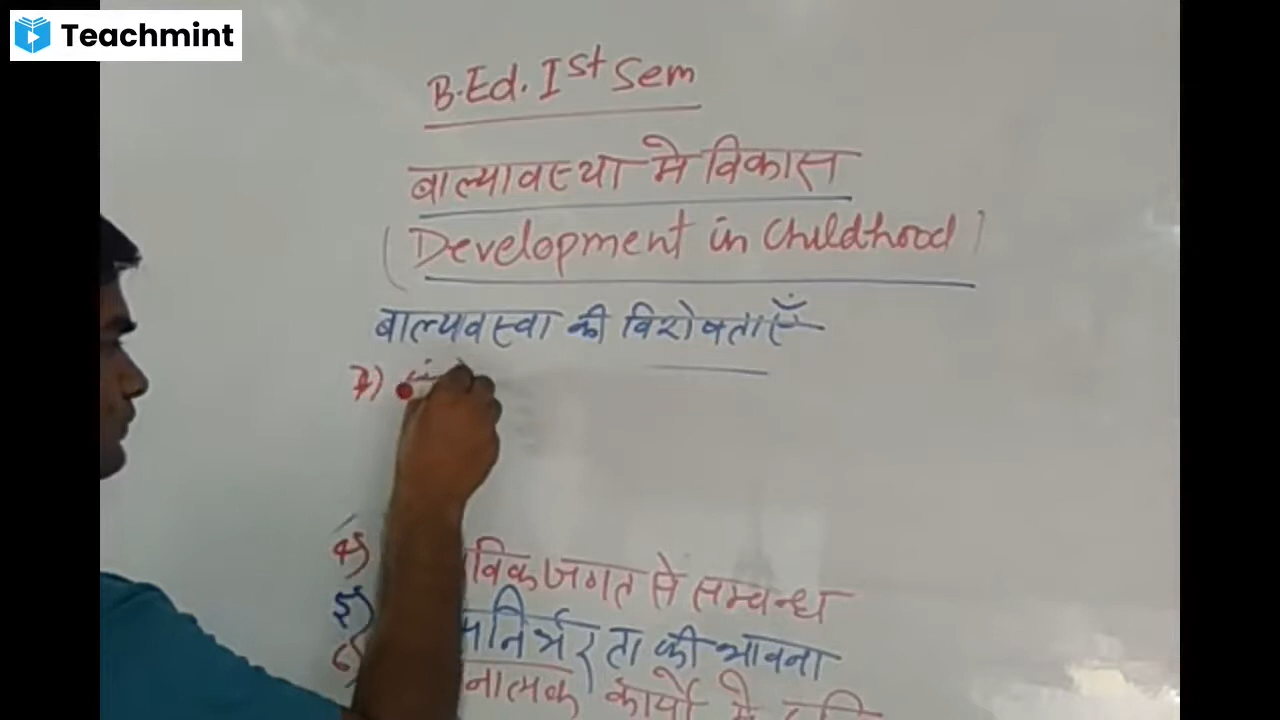 Teachmint
B.Ed. Ist Sem
बाल्यावस्था मे विकास
(Development in Childhood)
बाल्यवस्वा की विशेषताएँ:-
7)
4) विक जगत से सम्बन्ध
5) निर्भरता की भावना
नात्मक कार्यो मे